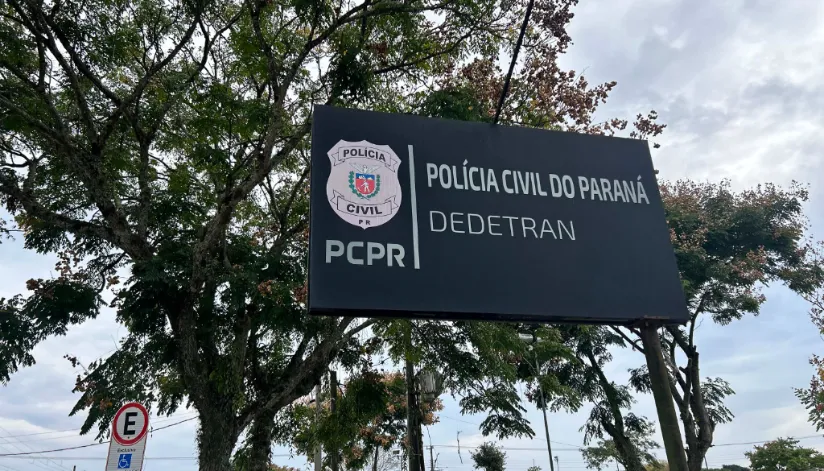 POLÍCIA
CIVIL
PR
PCPR
POLÍCIA CIVIL DO PARANÁ
DEDETRAN
E